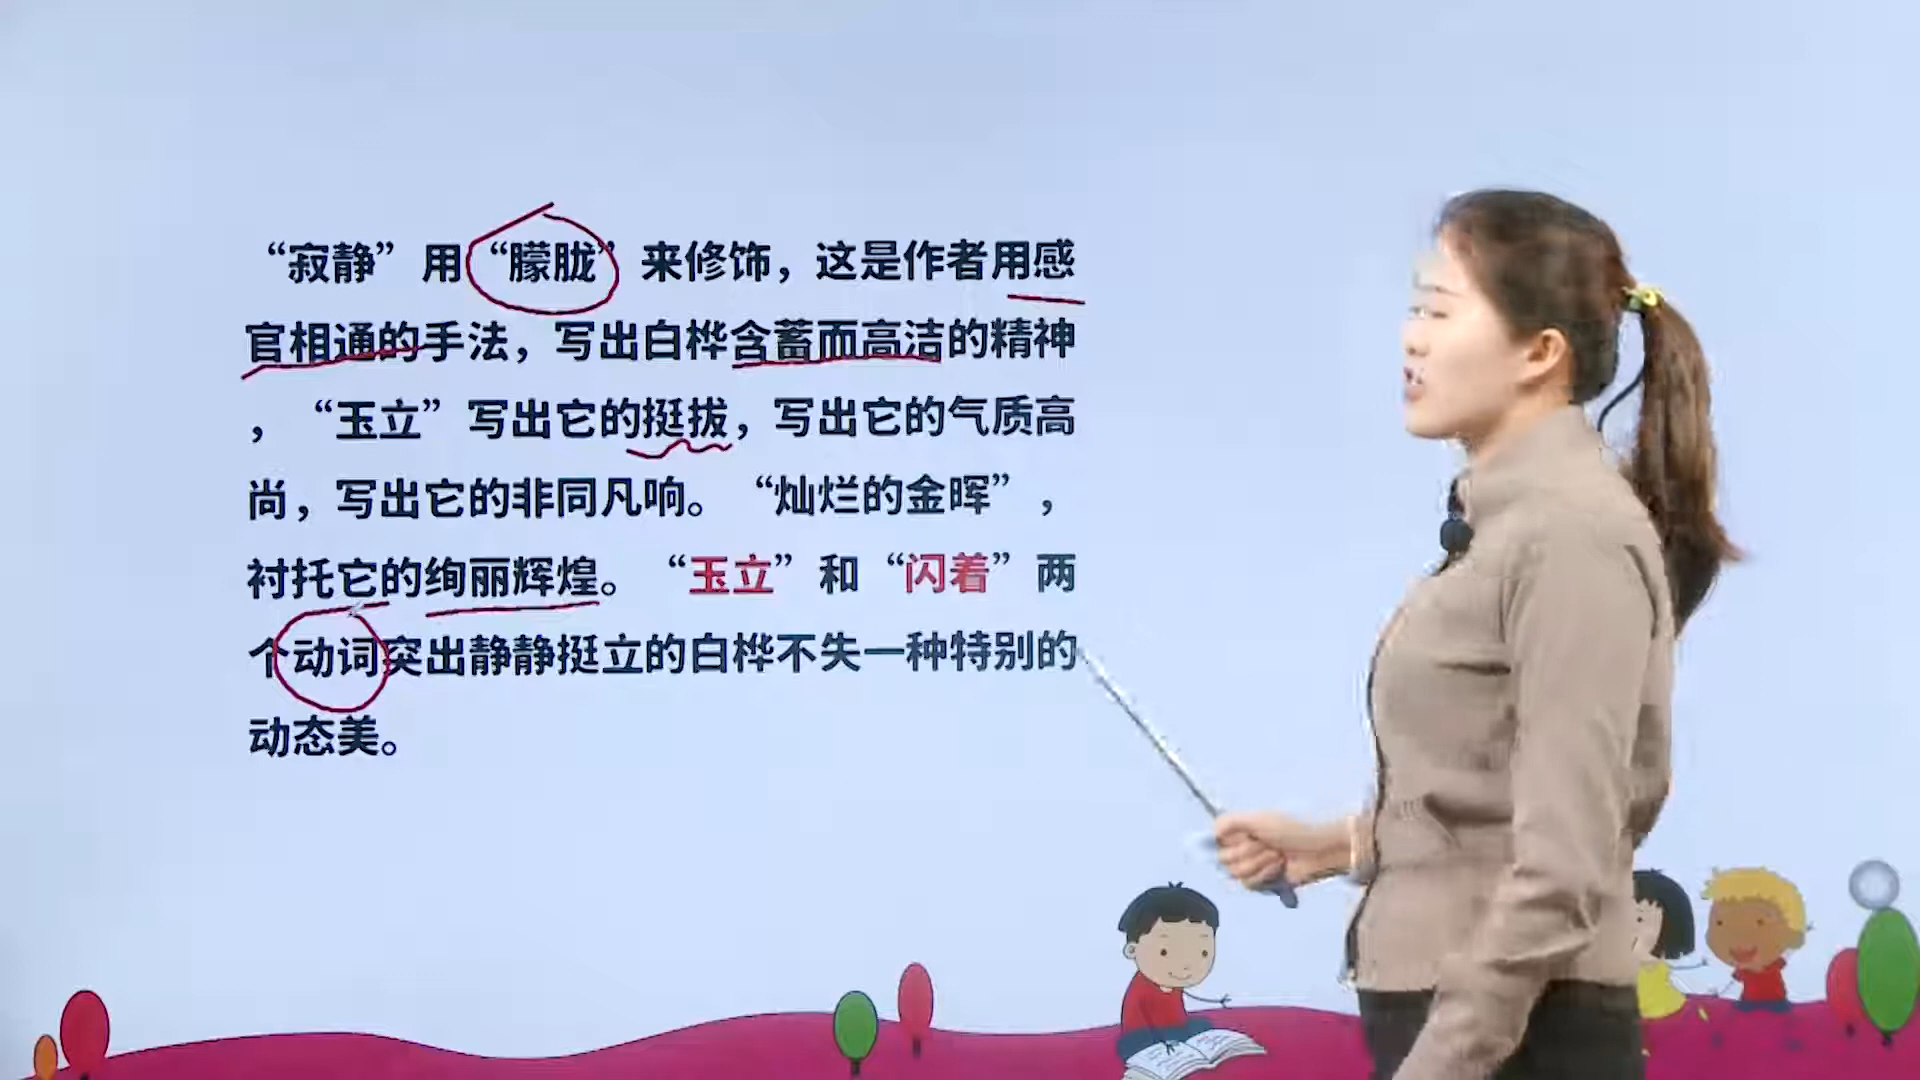 “寂静”用“朦胧”来修饰，这是作者用感
官相通的手法，写出白桦含蓄而高洁的精神
，“玉立”写出它的挺拔，写出它的气质高
尚，写出它的非同凡响。“灿烂的金晖”，
衬托它的绚丽辉煌。“玉立”和“闪着”两
个动词突出静静挺立的白桦不失一种特别的
动态美。